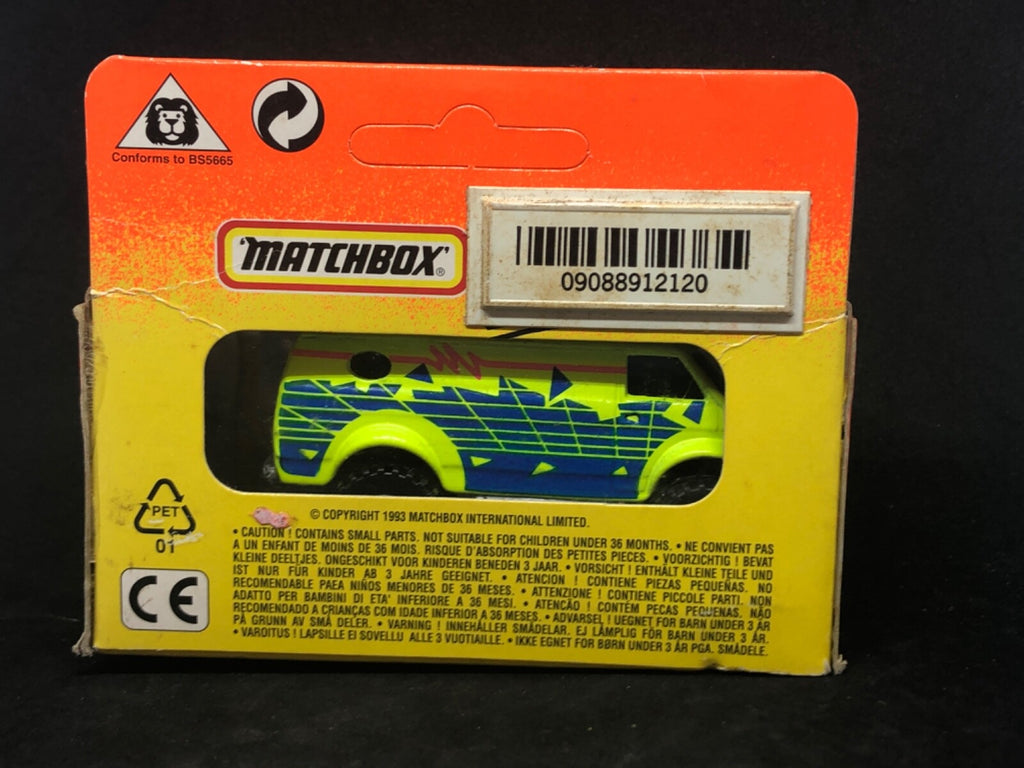 Conforms to BS5665
"MATCHBOX"®
09088912120
© COPYRIGHT 1993 MATCHBOX INTERNATIONAL LIMITED.
PET
01
CE
• CAUTION ! CONTAINS SMALL PARTS. NOT SUITABLE FOR CHILDREN UNDER 36 MONTHS. • NE CONVIENT PAS
A UN ENFANT DE MOINS DE 36 MOIS. RISQUE D'ABSORPTION DES PETITES PIECES. • VOORZICHTIG ! BEVAT
KLEINE DEELTJES. ONGESCHIKT VOOR KINDEREN BENEDEN 3 JAAR. • VORSICHT ! ENTHÄLT KLEINE TEILE UND
IST NUR FÜR KINDER AB 3 JAHRE GEEIGNET. • ATENCION ! CONTIENE PIEZAS PEQUEÑAS. NO
RECOMENDABLE PAEA NIÑOS MENORES DE 36 MESES. • ATTENZIONE ! CONTIENE PICCOLE PARTI. NON
ADATTO PER BAMBINI DI ETA' INFERIORE A 36 MESI. • ATENCÃO ! CONTÉM PECAS PEQUENAS. NÃO
RECOMENDADO A CRIANÇAS COM IDADE INFERIOR A 36 MESES. • ADVARSEL ! UEGNET FOR BARN UNDER 3 ÅR
PÅ GRUNN AV SMÅ DELER. • VARNING ! INNEHÅLLER SMÅDELAR. EJ LÄMPLIG FÖR BARN UNDER 3 ÅR.
• VAROITUS ! LAPSILLE EI SOVELLU ALLE 3 VUOTIAILLE. • IKKE EGNET FOR BØRN UNDER 3 ÅR PGA. SMÅDELE.